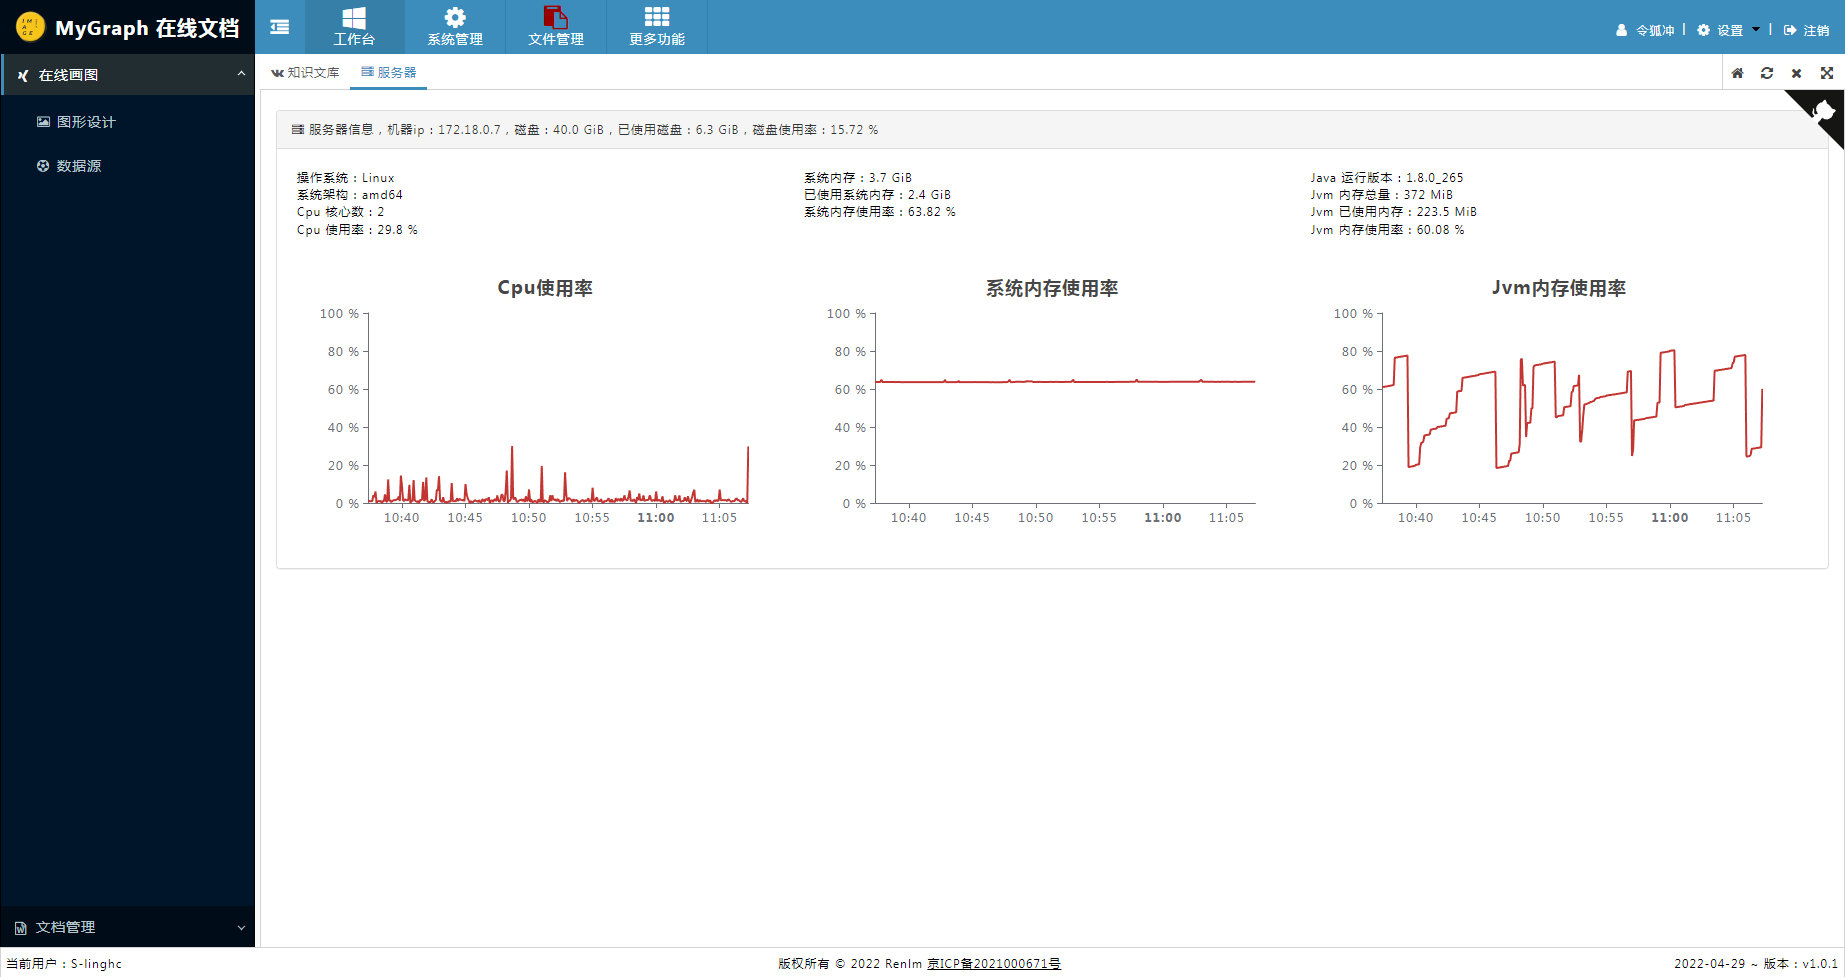 MyGraph 在线文档
工作台
系统管理
文件管理
更多功能
令狐冲 | 设置 | 注销
在线画图
图形设计
数据源
文档管理
知识文库
服务器
服务器信息，机器ip：172.18.0.7，磁盘：40.0 GiB，已使用磁盘：6.3 GiB，磁盘使用率：15.72 %
操作系统：Linux
系统架构：amd64
Cpu 核心数：2
Cpu 使用率：29.8 %
系统内存：3.7 GiB
已使用系统内存：2.4 GiB
系统内存使用率：63.82 %
Java 运行版本：1.8.0_265
Jvm 内存总量：372 MiB
Jvm 已使用内存：223.5 MiB
Jvm 内存使用率：60.08 %
Cpu使用率
100 %
80 %
60 %
40 %
20 %
0 %
10:40 10:45 10:50 10:55 11:00 11:05
系统内存使用率
100 %
80 %
60 %
40 %
20 %
0 %
10:40 10:45 10:50 10:55 11:00 11:05
Jvm内存使用率
100 %
80 %
60 %
40 %
20 %
0 %
10:40 10:45 10:50 10:55 11:00 11:05
当前用户：S-linghc
版权所有 © 2022 Renlm 京ICP备2021000671号
2022-04-29 ~ 版本：v1.0.1